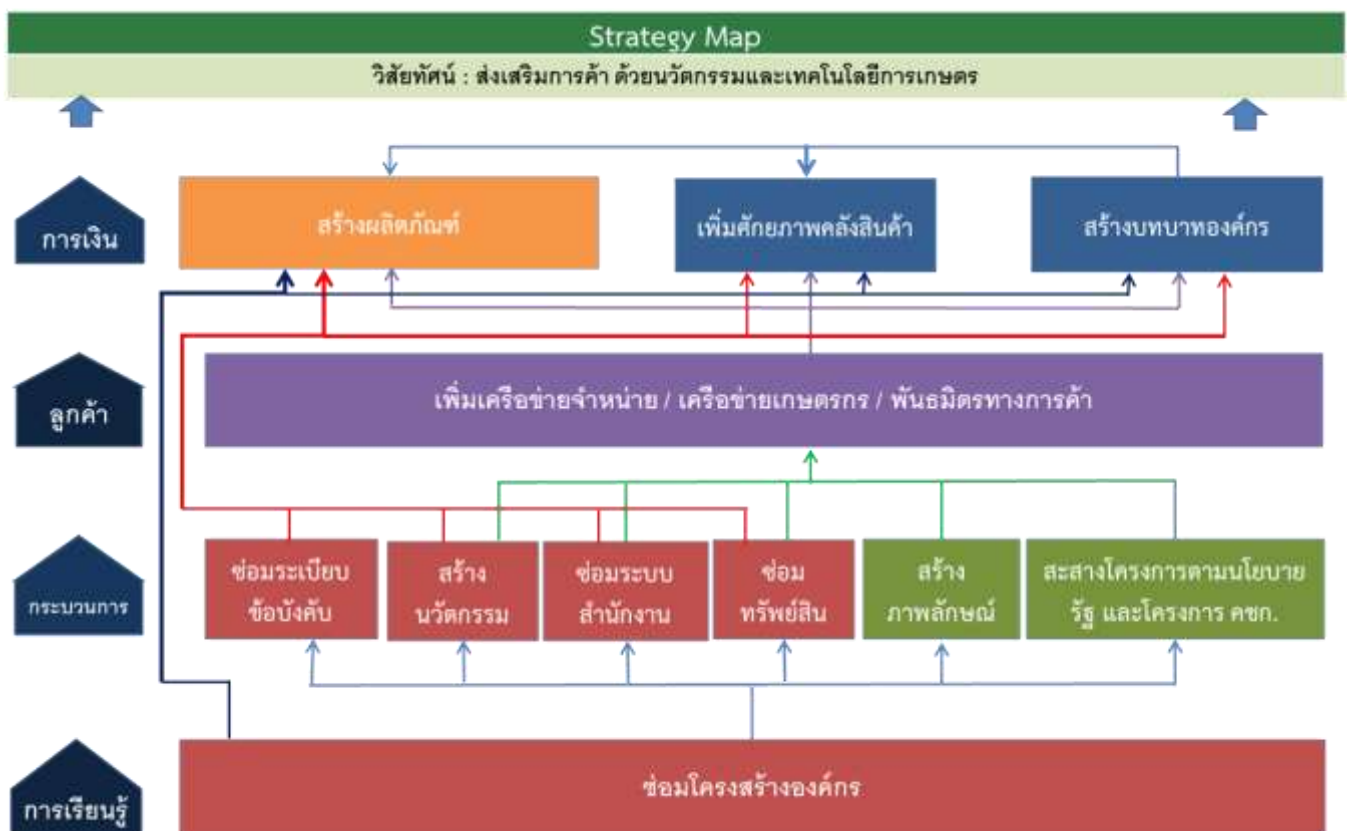 Strategy Map
วิสัยทัศน์ : ส่งเสริมการค้า ด้วยนวัตกรรมและเทคโนโลยีการเกษตร
การเงิน
สร้างผลิตภัณฑ์
เพิ่มศักยภาพคลังสินค้า
สร้างบทบาทองค์กร
ลูกค้า
เพิ่มเครือข่ายจำหน่าย / เครือข่ายเกษตรกร / พันธมิตรทางการค้า
กระบวนการ
ซ่อมระเบียบ
ข้อบังคับ
สร้าง
นวัตกรรม
ซ่อมระบบ
สำนักงาน
ซ่อม
ทรัพย์สิน
สร้าง
ภาพลักษณ์
สะสางโครงการตามนโยบาย
รัฐ และโครงการ คชก.
การเรียนรู้
ซ่อมโครงสร้างองค์กร